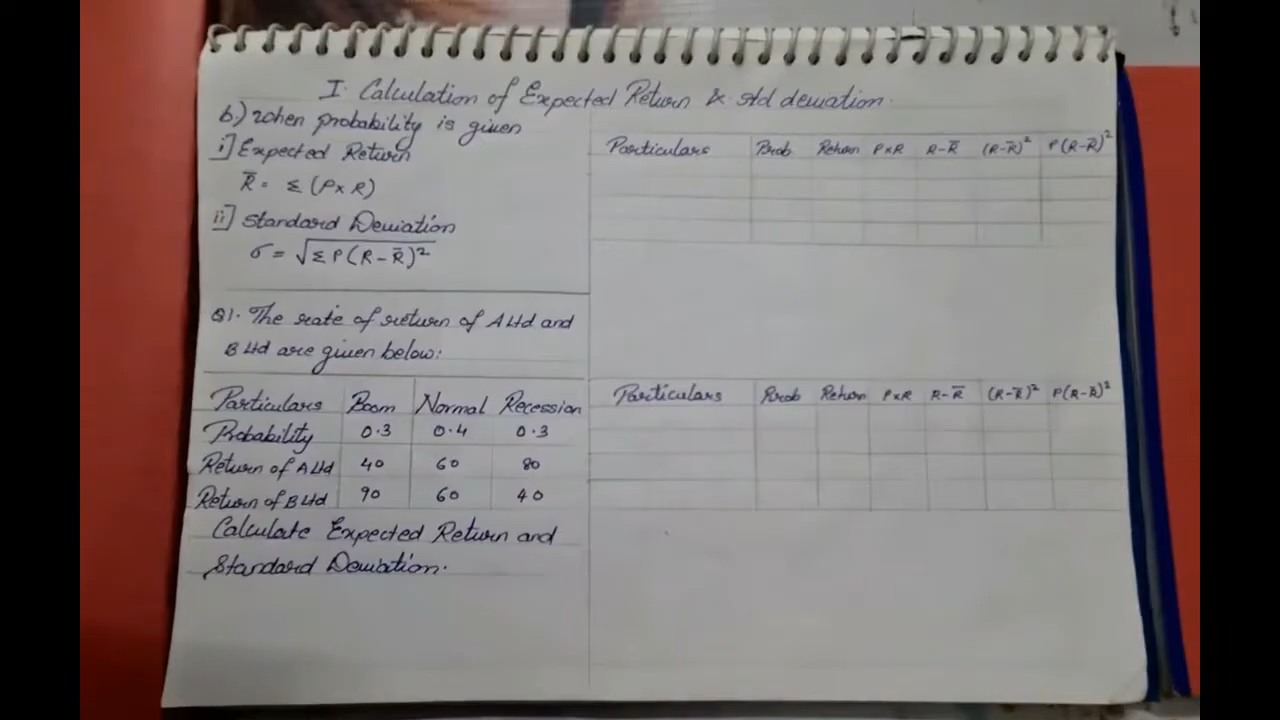 I. Calculation of Expected Return & std deviation.
b.) When probability is given
i] Expected Return
R̄ = Σ (P×R)
ii] Standard Deviation
σ = √ΣP(R-R̄)²
Q1. The rate of return of A Ltd and
B Ltd are given below:
Particulars Boom Normal Recession
Probability 0.3 0.4 0.3
Return of A Ltd 40 60 80
Return of B Ltd 90 60 40
Calculate Expected Return and
Standard Deviation.
Particulars Prob Return P×R R-R̄ (R-R̄)² P(R-R̄)²
Particulars Prob Return P×R R-R̄ (R-R̄)² P(R-R̄)²